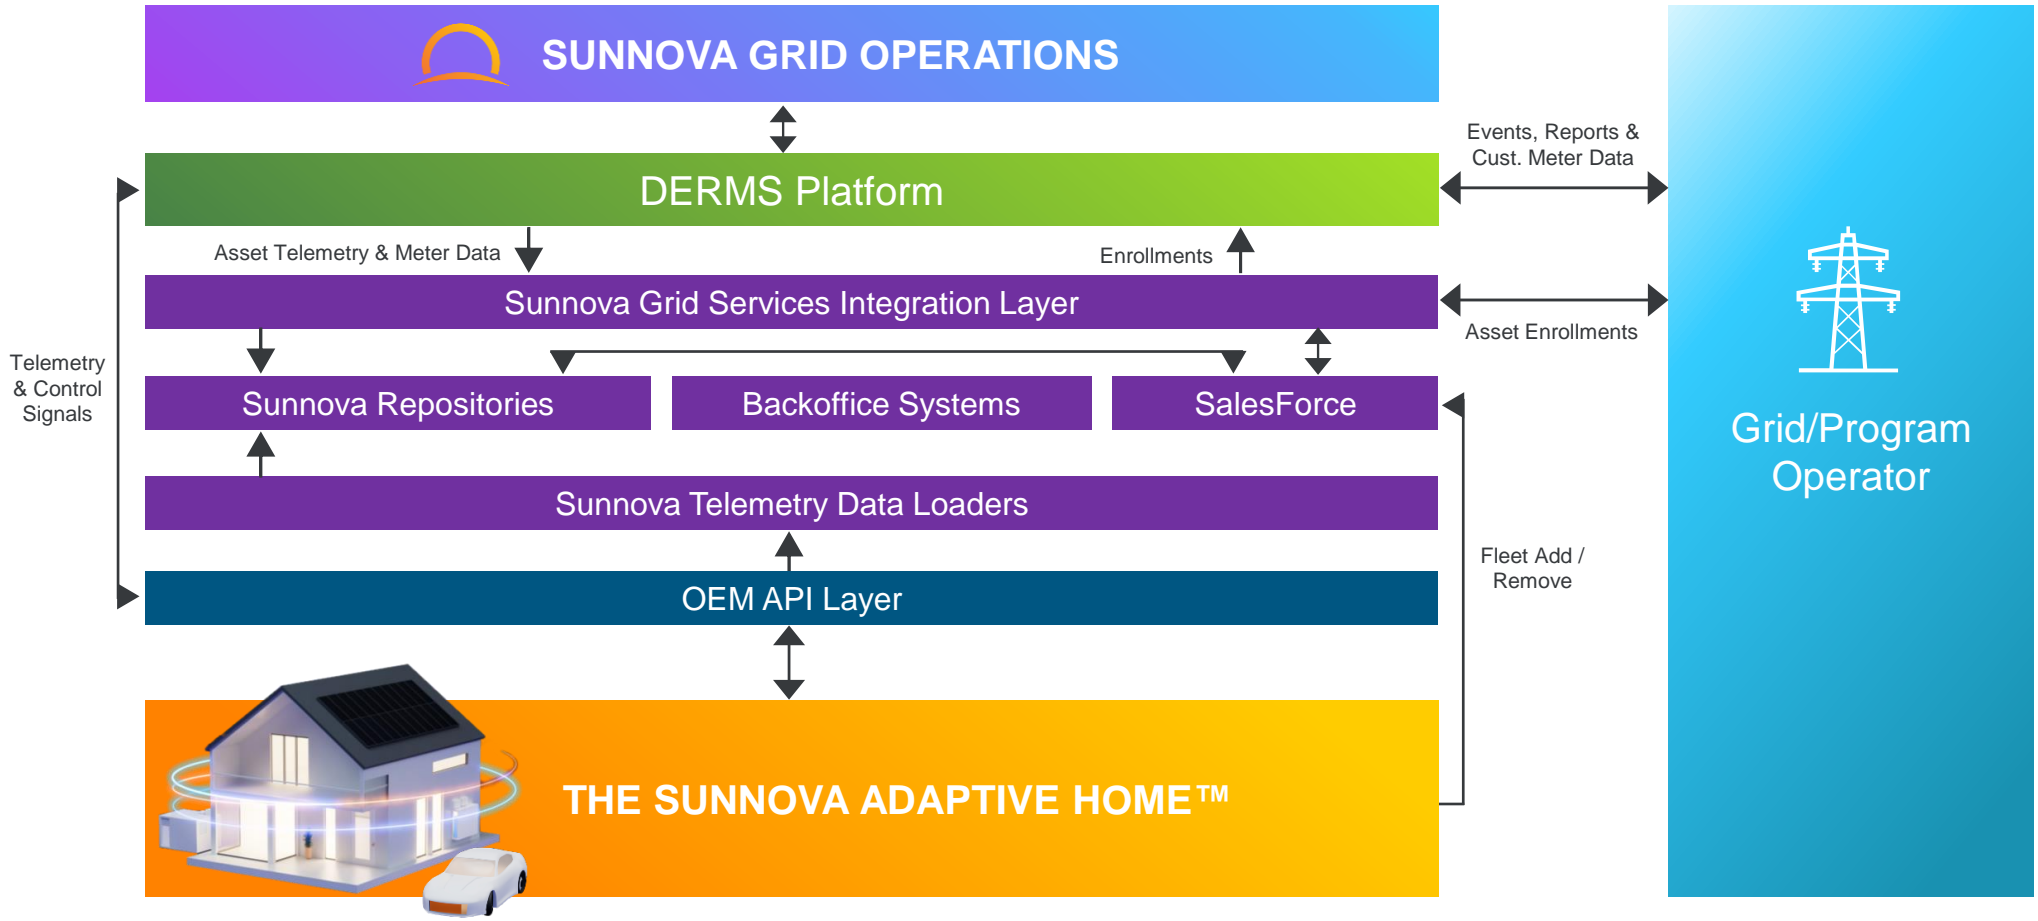 SUNNOVA GRID OPERATIONS
Events, Reports &
Cust. Meter Data
DERMS Platform
Asset Telemetry & Meter Data
Enrollments
Sunnova Grid Services Integration Layer
Asset Enrollments
Telemetry
& Control
Signals
Sunnova Repositories
Backoffice Systems
SalesForce
Grid/Program
Operator
Sunnova Telemetry Data Loaders
Fleet Add /
Remove
OEM API Layer
THE SUNNOVA ADAPTIVE HOME™